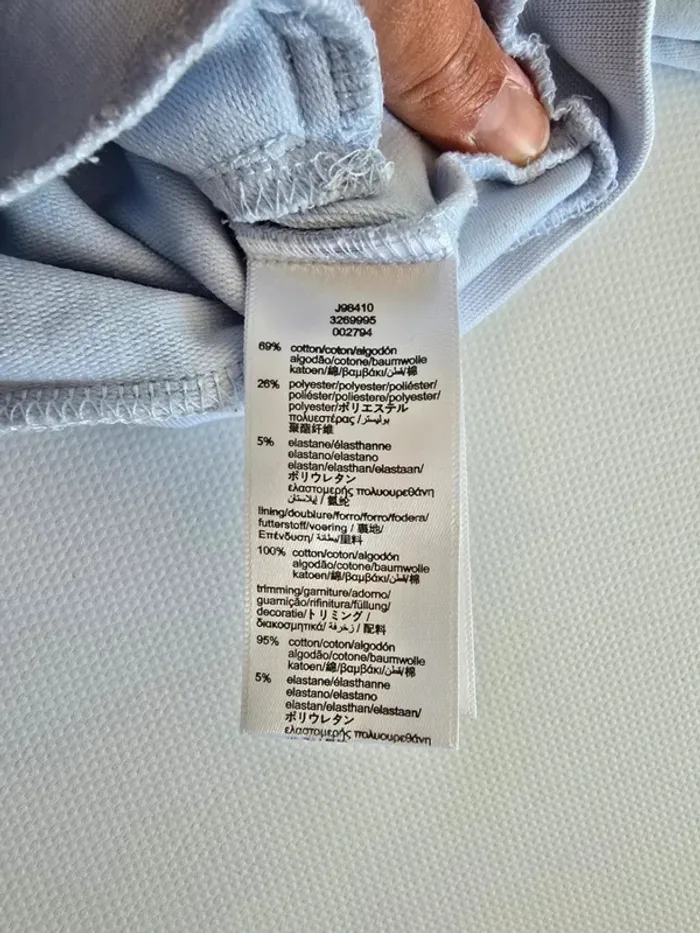 J98410
3269995
002794
69% cotton/coton/algodón
algodão/cotone/baumwolle
katoen/綿/βαμβάκι/قطن/棉
26% polyester/polyester/poliéster/
poliéster/poliestere/polyester/
polyester/ポリエステル
πολυεστέρας /بوليستر/
聚酯纤维
5% elastane/élasthanne
elastano/elastano
elastan/elasthan/elastaan/
ポリウレタン
ελαστομερής πολυουρεθάνη
إيلاستان/ 氨纶
lining/doublure/forro/forro/fodera/
futterstoff/voering / 裏地/
Επένδυση/ بطانة/里料
100% cotton/coton/algodón
algodão/cotone/baumwolle
katoen/綿/βαμβάκι/قطن/棉
trimming/garniture/adorno/
guarnição/rifinitura/füllung/
decoratie/トリミング /
διακοσμητικά/ زخرفة/ 配料
95% cotton/coton/algodón
algodão/cotone/baumwolle
katoen/綿/βαμβάκι/قطن/棉
5% elastane/élasthanne
elastano/elastano
elastan/elasthan/elastaan/
ポリウレタン
ελαστομερής πολυουρεθάνη